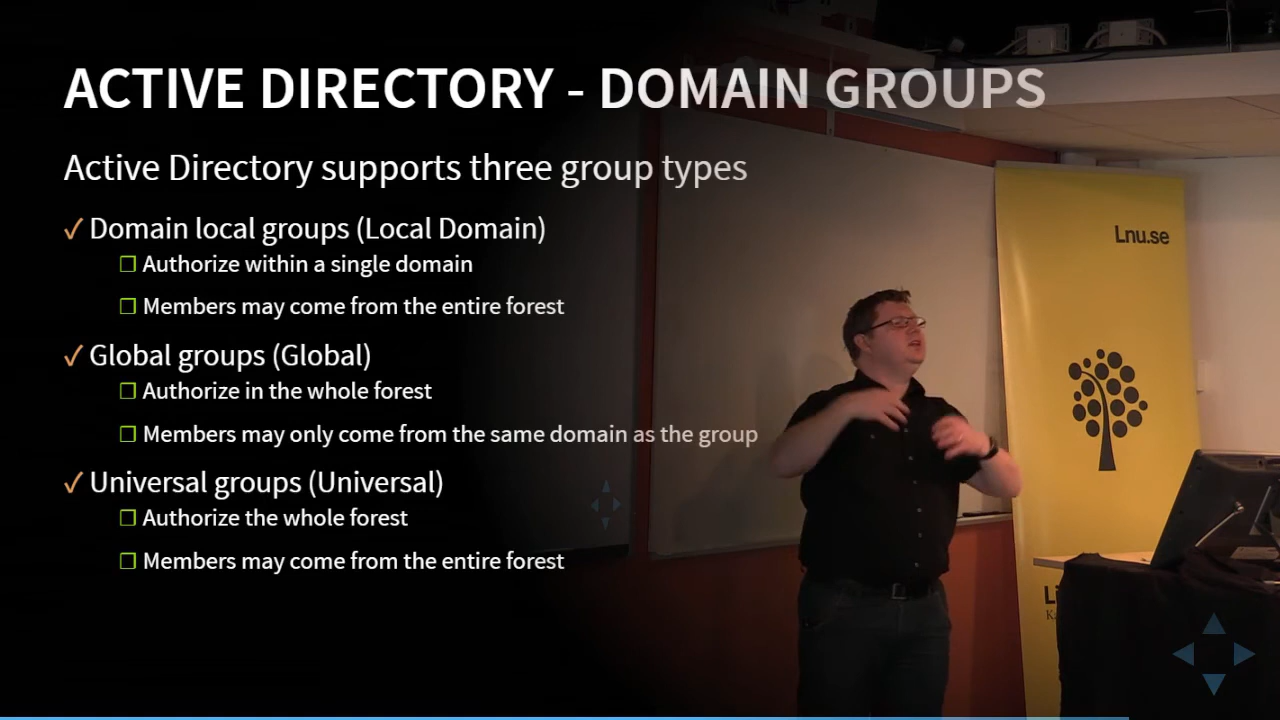 ACTIVE DIRECTORY - DOMAIN GROUPS
Active Directory supports three group types
✓ Domain local groups (Local Domain)
❒ Authorize within a single domain
❒ Members may come from the entire forest
✓ Global groups (Global)
❒ Authorize in the whole forest
❒ Members may only come from the same domain as the group
✓ Universal groups (Universal)
❒ Authorize the whole forest
❒ Members may come from the entire forest
Lnu.se